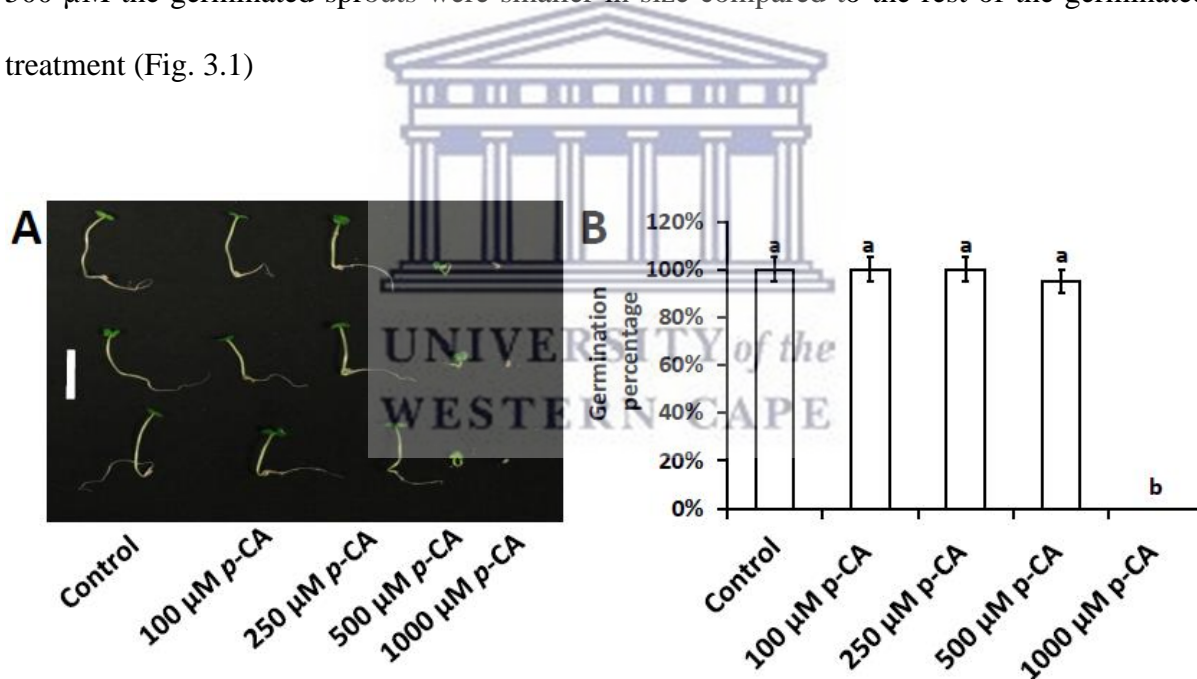 500 µM the germinated sprouts were smaller in size compared to the rest of the germinated
treatment (Fig. 3.1)
A
Control
100 µM p-CA
250 µM p-CA
500 µM p-CA
1000 µM p-CA
B
Germination
percentage
120%
100%
80%
60%
40%
20%
0%
a
a
a
a
b
Control
100 µM p-CA
250 µM p-CA
500 µM p-CA
1000 µM p-CA
UNIVERSITY of the
WESTERN CAPE